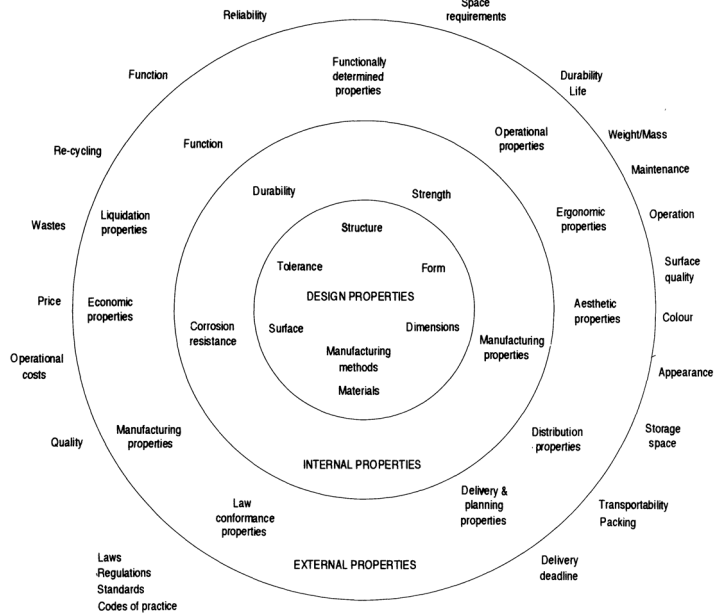 Space
requirements
Reliability
Functionally
determined
properties
Function
Durability
Life
Operational
properties
Weight/Mass
Function
Re-cycling
Maintenance
Durability
Strength
Liquidation
properties
Ergonomic
properties
Operation
Wastes
Structure
Tolerance
Form
Surface
quality
DESIGN PROPERTIES
Price
Economic
properties
Aesthetic
properties
Colour
Corrosion
resistance
Surface
Dimensions
Manufacturing
properties
Manufacturing
methods
Operational
costs
Appearance
Materials
Quality
Manufacturing
properties
Distribution
properties
Storage
space
INTERNAL PROPERTIES
Delivery &
planning
properties
Law
conformance
properties
Transportability
Packing
Laws
Regulations
Standards
Codes of practice
EXTERNAL PROPERTIES
Delivery
deadline